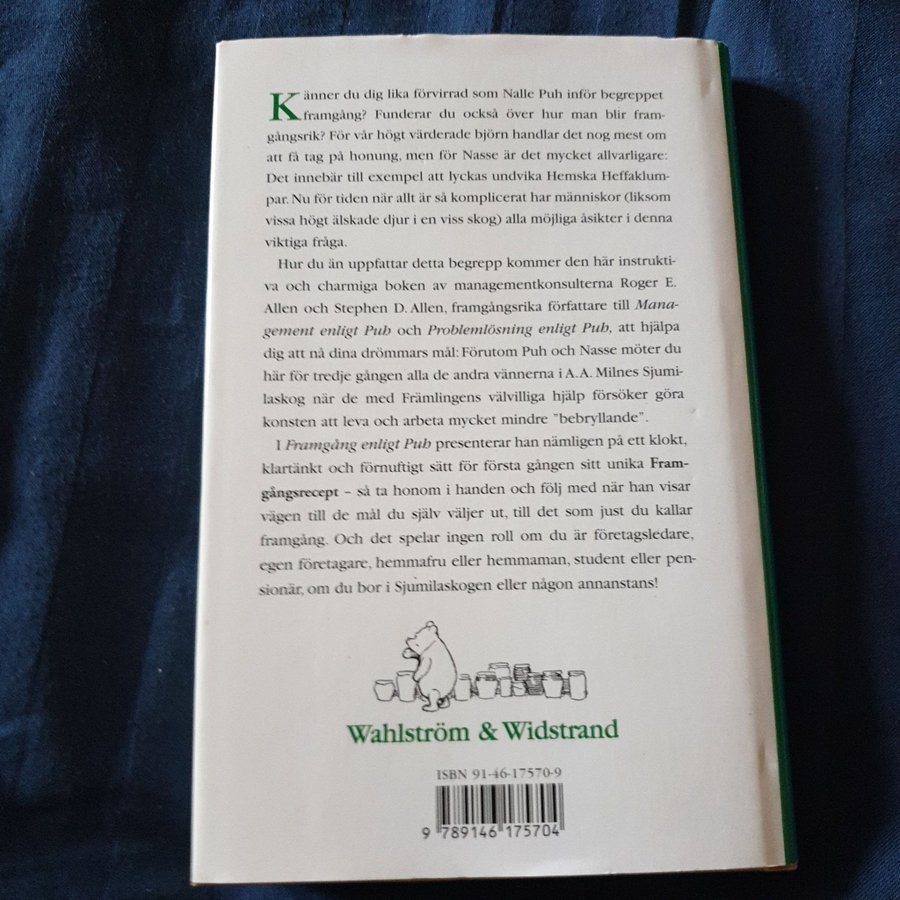 Känner du dig lika förvirrad som Nalle Puh inför begreppet
framgång? Funderar du också över hur man blir fram-
gångsrik? För vår högt värderade björn handlar det nog mest om
att få tag på honung, men för Nasse är det mycket allvarligare:
Det innebär till exempel att lyckas undvika Hemska Heffaklum-
par. Nu för tiden när allt är så komplicerat har människor (liksom
vissa högt älskade djur i en viss skog) alla möjliga åsikter i denna
viktiga fråga.
Hur du än uppfattar detta begrepp kommer den här instrukti-
va och charmiga boken av managementkonsulterna Roger E.
Allen och Stephen D. Allen, framgångsrika författare till Mana-
gement enligt Puh och Problemlösning enligt Puh, att hjälpa
dig att nå dina drömmars mål: Förutom Puh och Nasse möter du
här för tredje gången alla de andra vännerna i A.A. Milnes Sjumi-
laskog när de med Främlingens välvilliga hjälp försöker göra
konsten att leva och arbeta mycket mindre ”bebryllande”.
I Framgång enligt Puh presenterar han nämligen på ett klokt,
klartänkt och förnuftigt sätt för första gången sitt unika Fram-
gångsrecept – så ta honom i handen och följ med när han visar
vägen till de mål du själv väljer ut, till det som just du kallar
framgång. Och det spelar ingen roll om du är företagsledare,
egen företagare, hemmafru eller hemmaman, student eller pen-
sionär, om du bor i Sjumilaskogen eller någon annanstans!
Wahlström & Widstrand
ISBN 91-46-17570-9
9 789146 175704